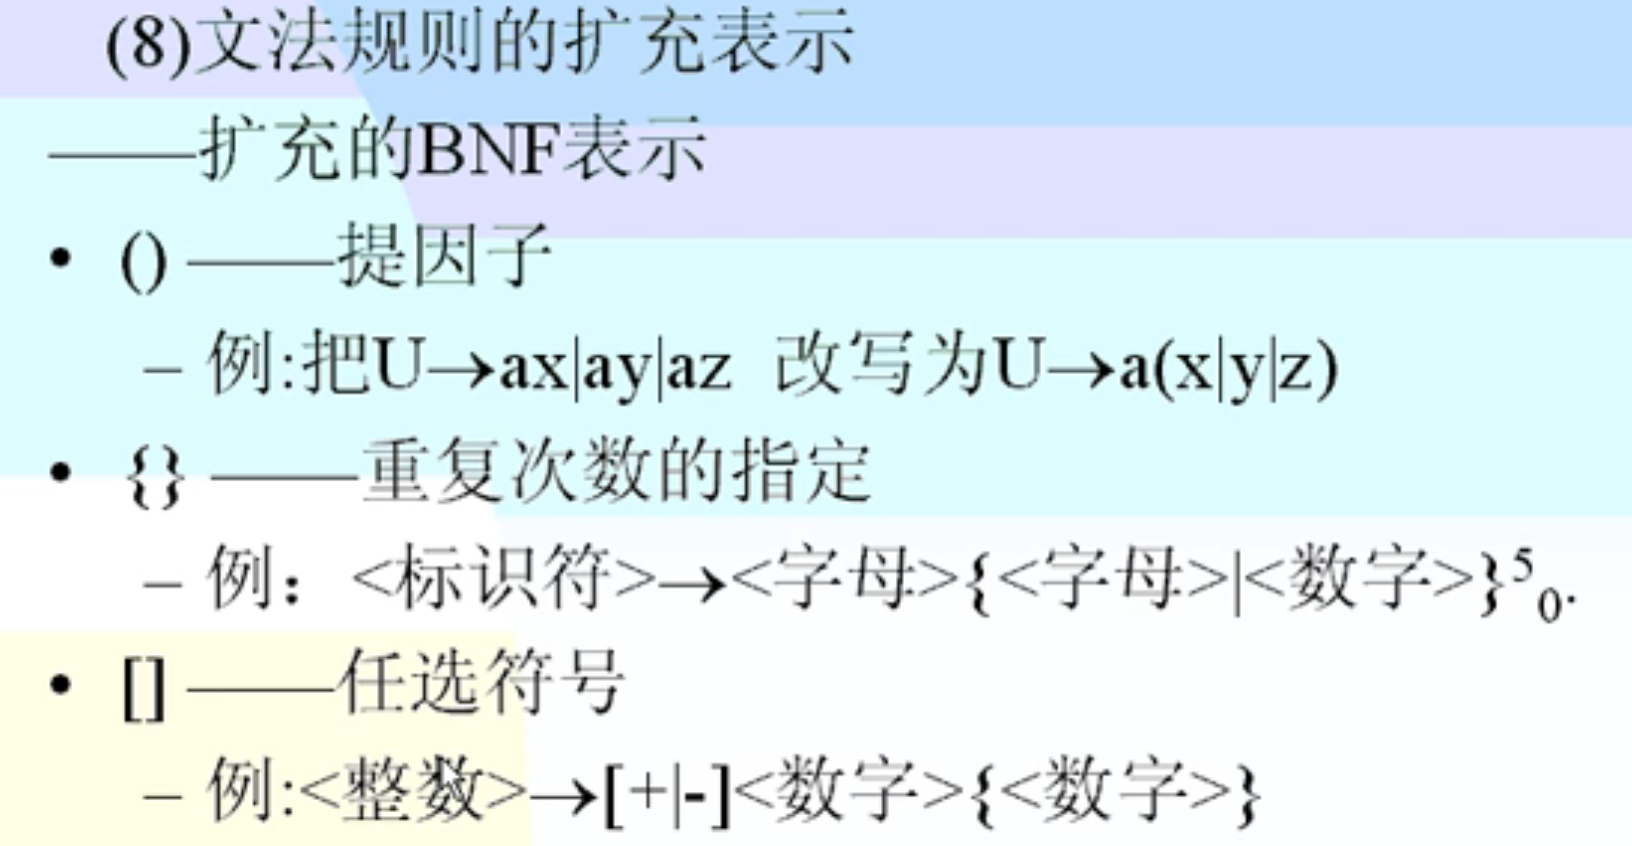 (8)文法规则的扩充表示
——扩充的BNF表示
• () ——提因子
– 例:把U→ax|ay|az 改写为U→a(x|y|z)
• {} ——重复次数的指定
– 例：<标识符>→<字母>{<字母>|<数字>}⁵₀.
• [] ——任选符号
– 例:<整数>→[+|-]<数字>{<数字>}